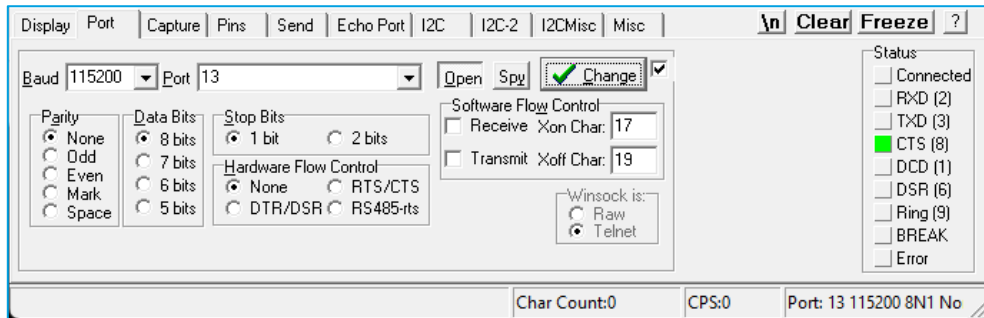 Display Port Capture Pins Send Echo Port I2C I2C-2 I2CMisc Misc \n Clear Freeze ?
Baud 115200 Port 13 Open Spy Change
Parity
None
Odd
Even
Mark
Space
Data Bits
8 bits
7 bits
6 bits
5 bits
Stop Bits
1 bit 2 bits
Hardware Flow Control
None RTS/CTS
DTR/DSR RS485-rts
Software Flow Control
Receive Xon Char: 17
Transmit Xoff Char: 19
Winsock is:
Raw
Telnet
Status
Connected
RXD (2)
TXD (3)
CTS (8)
DCD (1)
DSR (6)
Ring (9)
BREAK
Error
Char Count:0 CPS:0 Port: 13 115200 8N1 No